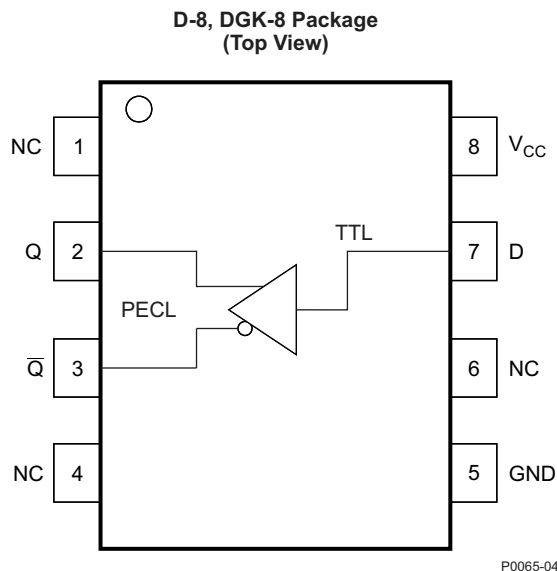 D-8, DGK-8 Package
(Top View)
NC 1
8 V_CC
Q 2
TTL
7 D
PECL
Q̅ 3
6 NC
NC 4
5 GND
P0065-04